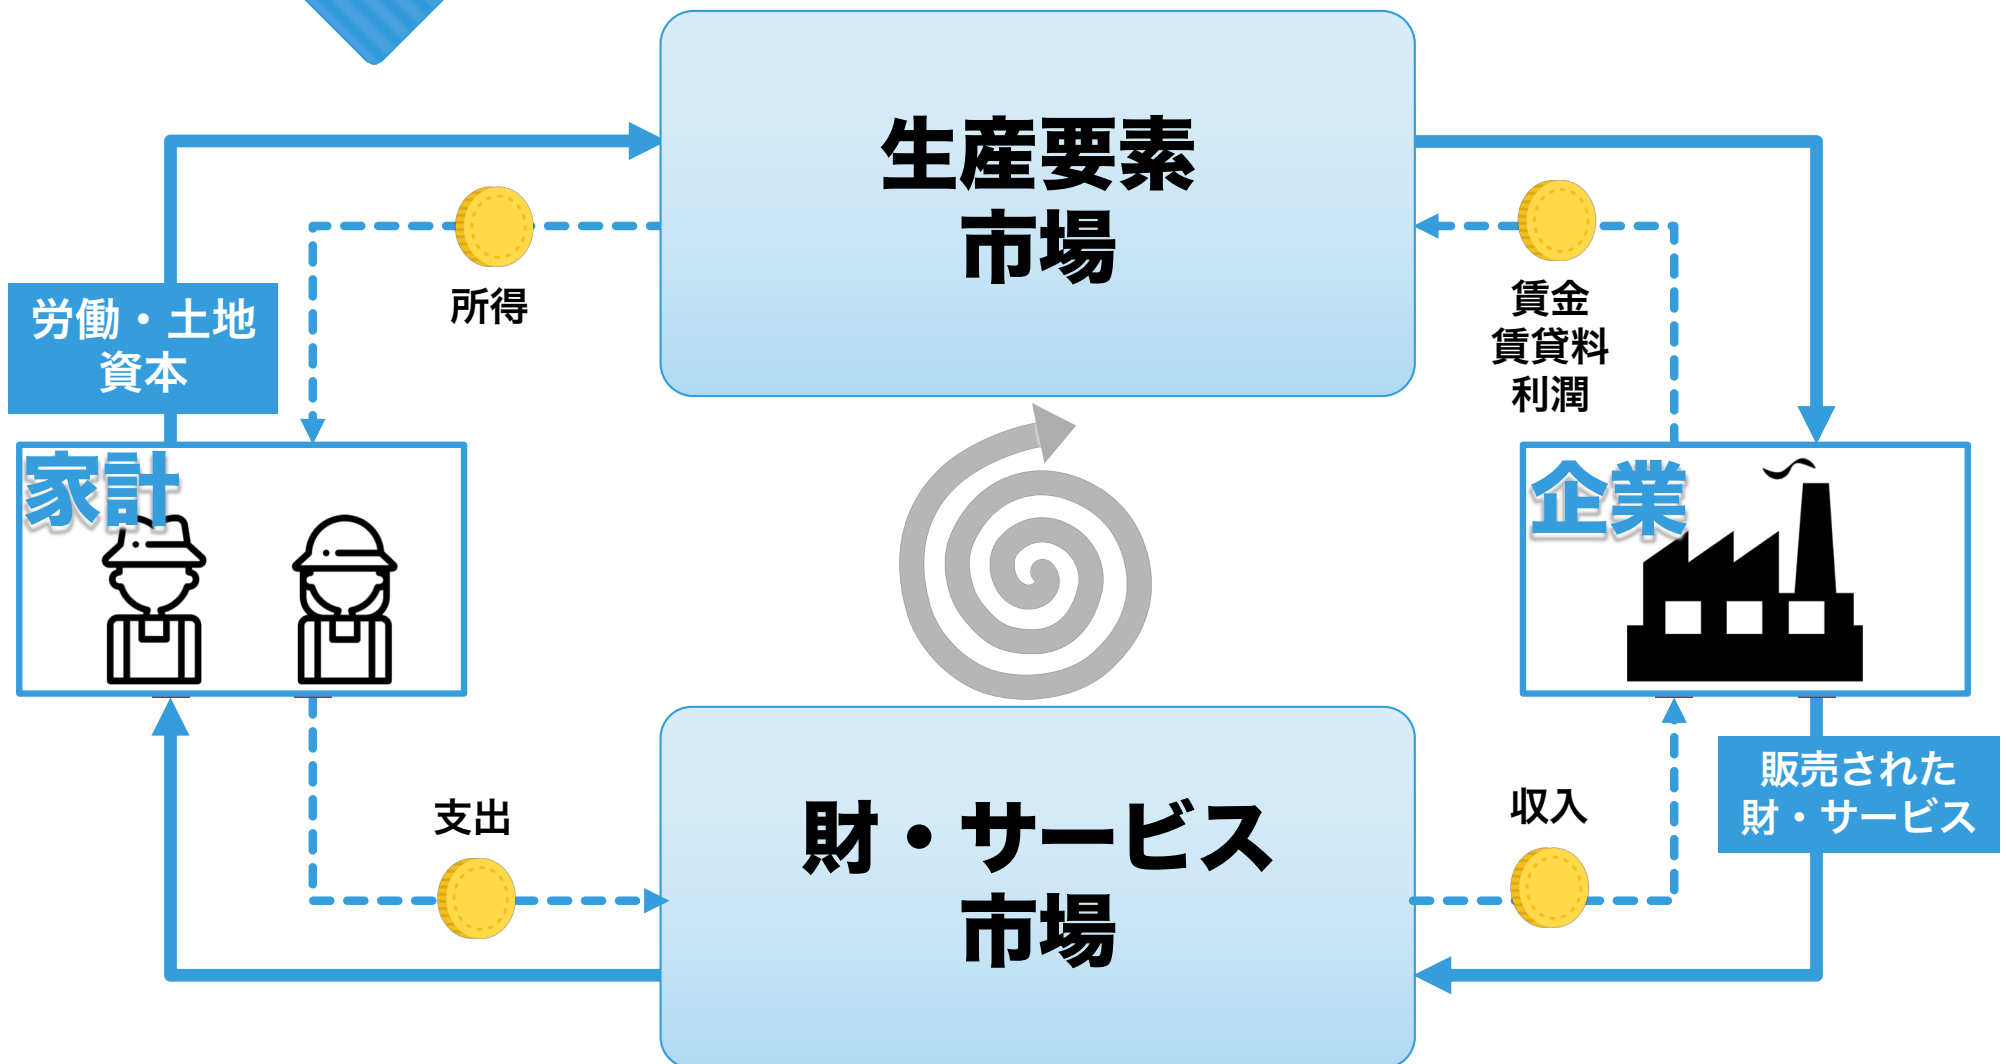 生産要素
市場
所得
賃金
賃貸料
利潤
労働・土地
資本
家計
企業
支出
収入
販売された
財・サービス
財・サービス
市場